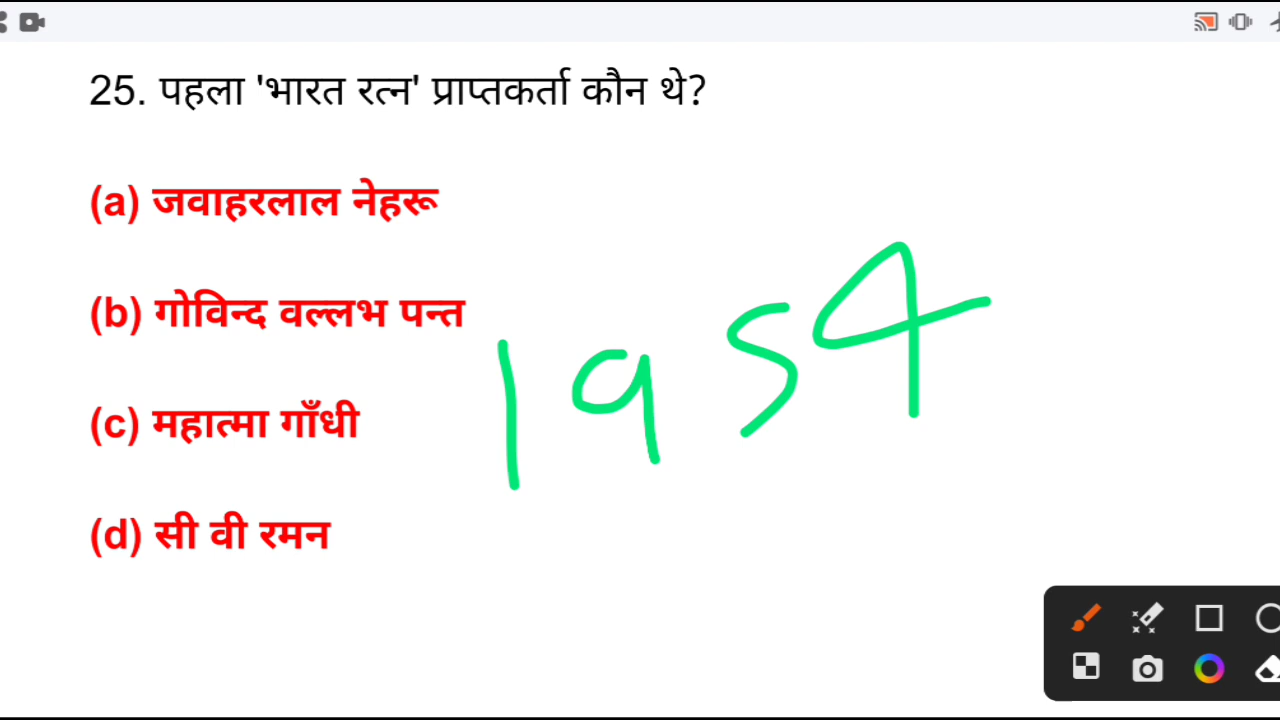 25. पहला 'भारत रत्न' प्राप्तकर्ता कौन थे?
(a) जवाहरलाल नेहरू
(b) गोविन्द वल्लभ पन्त
1954
(c) महात्मा गाँधी
(d) सी वी रमन